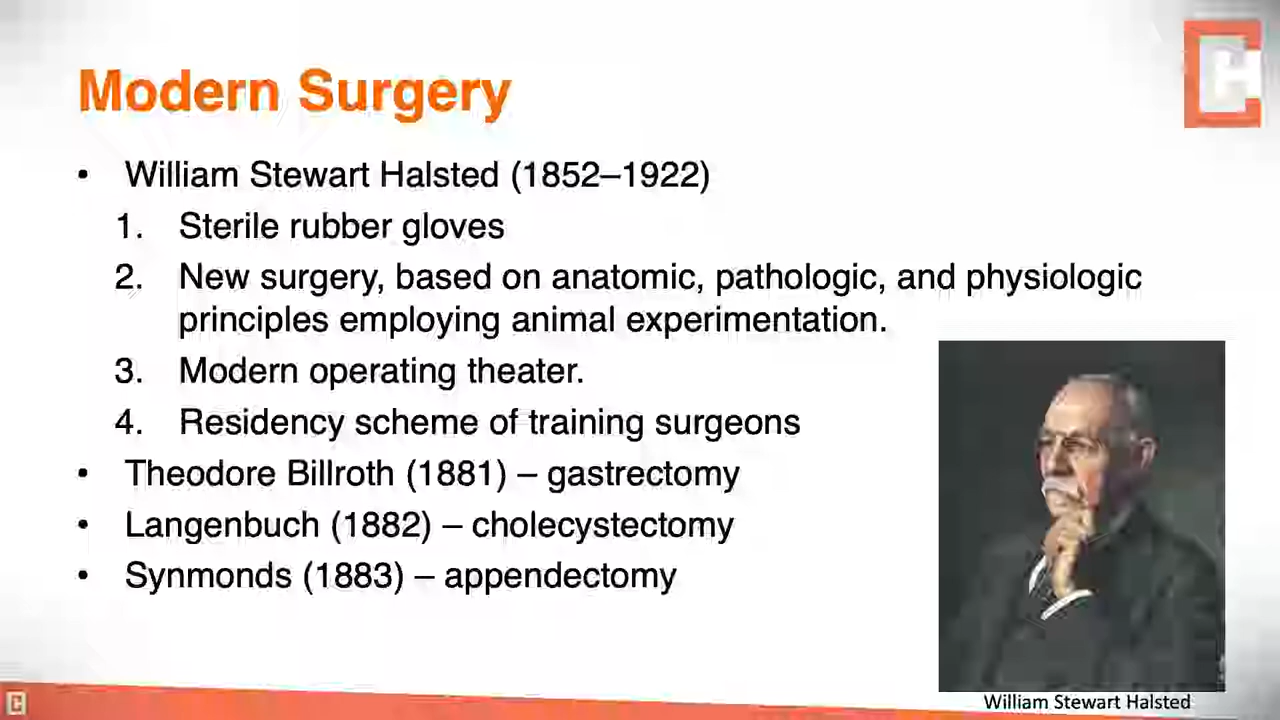 Modern Surgery
CH
• William Stewart Halsted (1852–1922)
1. Sterile rubber gloves
2. New surgery, based on anatomic, pathologic, and physiologic
principles employing animal experimentation.
3. Modern operating theater.
4. Residency scheme of training surgeons
• Theodore Billroth (1881) – gastrectomy
• Langenbuch (1882) – cholecystectomy
• Synmonds (1883) – appendectomy
William Stewart Halsted